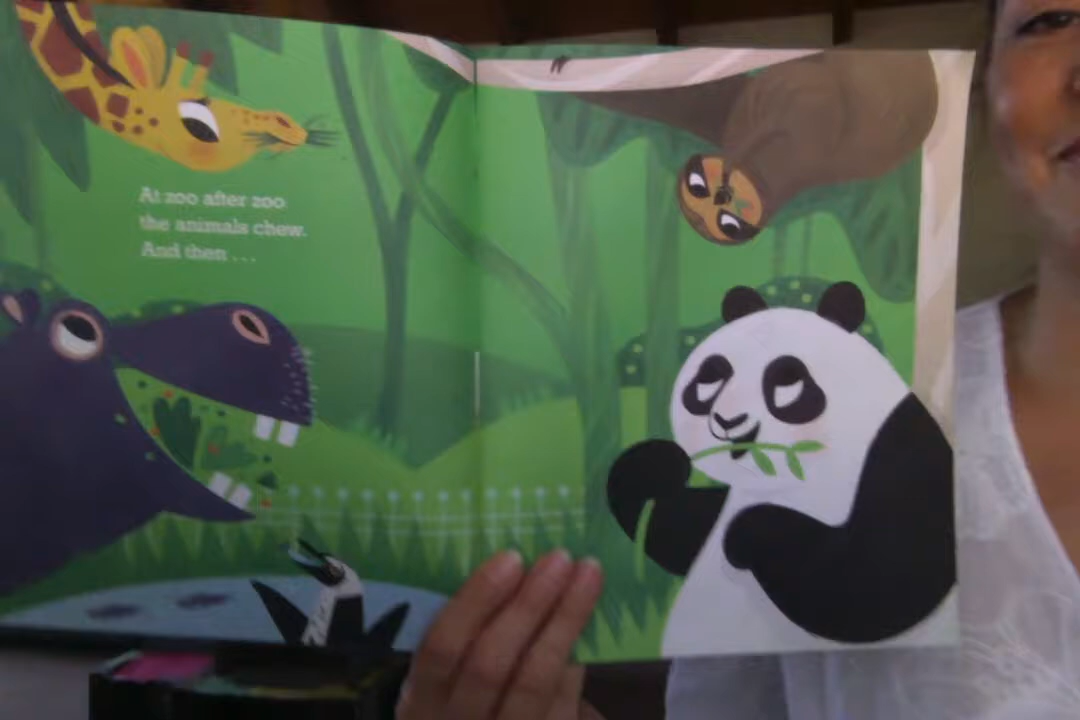 At zoo after zoo
the animals chew.
And then . . .